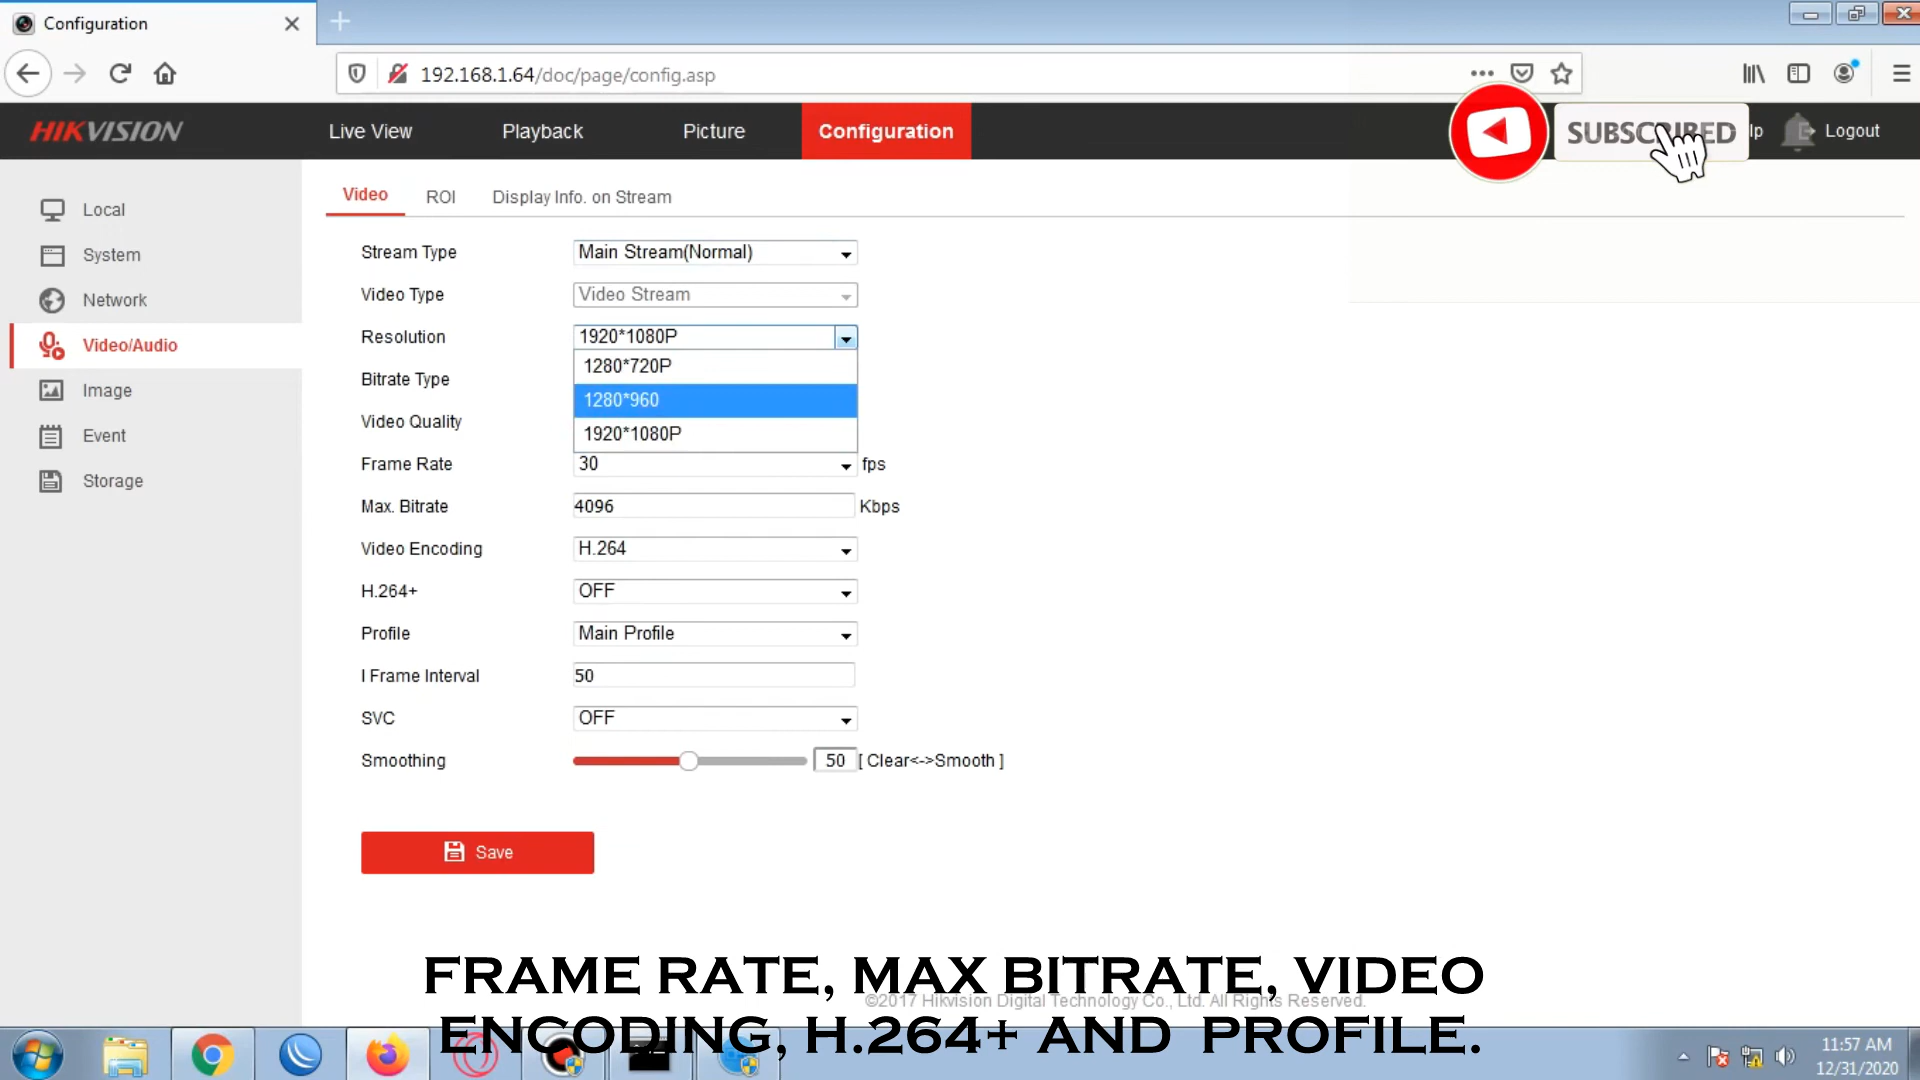 Configuration
192.168.1.64/doc/page/config.asp
HIKVISION
Live View
Playback
Picture
Configuration
SUBSCRIBED
lp
Logout
Local
System
Network
Video/Audio
Image
Event
Storage
Video
ROI
Display Info. on Stream
Stream Type
Main Stream(Normal)
Video Type
Video Stream
Resolution
1920*1080P
1280*720P
1280*960
1920*1080P
Bitrate Type
Video Quality
Frame Rate
30
fps
Max. Bitrate
4096
Kbps
Video Encoding
H.264
H.264+
OFF
Profile
Main Profile
I Frame Interval
50
SVC
OFF
Smoothing
50
[ Clear<->Smooth ]
Save
FRAME RATE, MAX BITRATE, VIDEO
©2017 Hikvision Digital Technology Co., Ltd. All Rights Reserved.
ENCODING, H.264+ AND PROFILE.
11:57 AM
12/31/2020